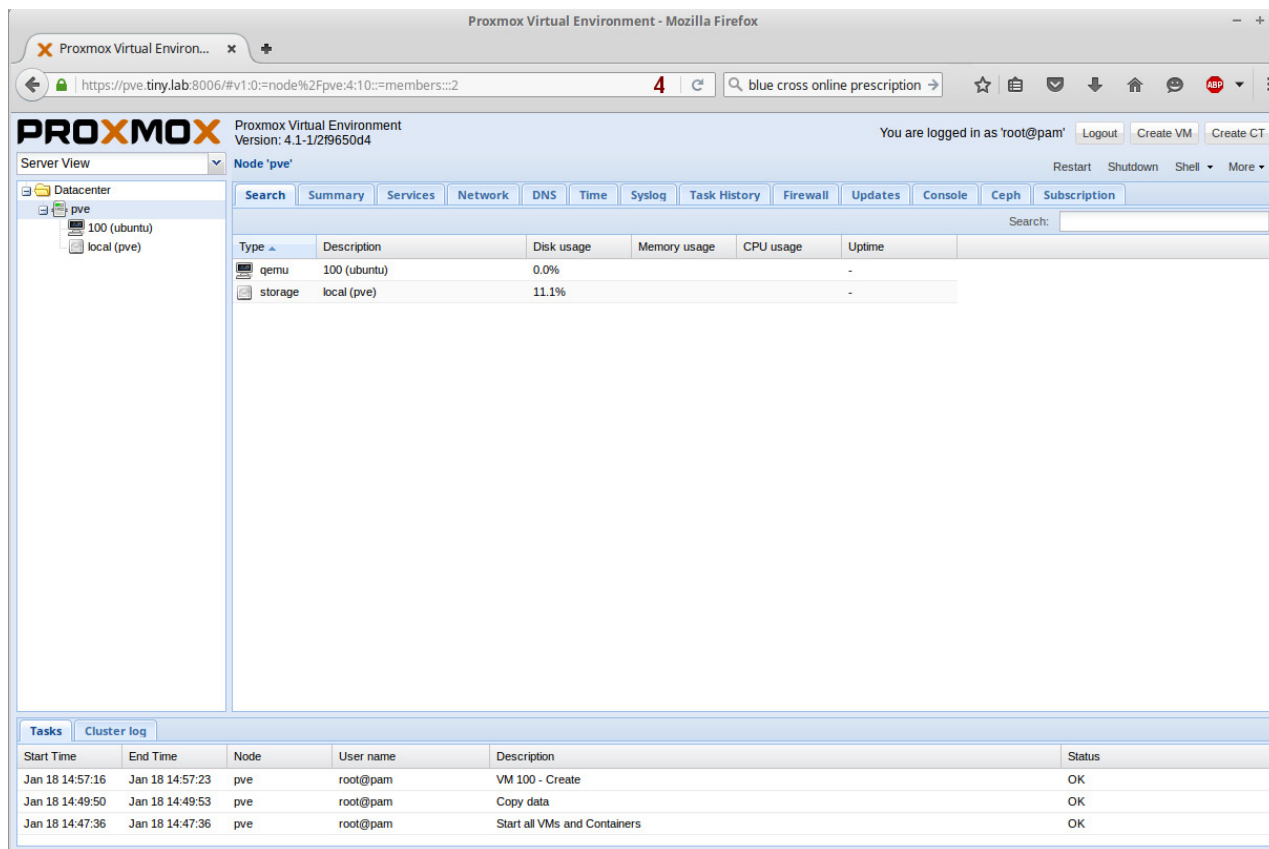 Proxmox Virtual Environment - Mozilla Firefox
Proxmox Virtual Environ...
https://pve.tiny.lab:8006/#v1:0:=node%2Fpve:4:10::=members:::2 4 blue cross online prescription ABP
PROXMOX Proxmox Virtual Environment
Version: 4.1-1/2f9650d4 You are logged in as 'root@pam' Logout Create VM Create CT
Server View Node 'pve' Restart Shutdown Shell More
Datacenter
pve
100 (ubuntu)
local (pve)
Search Summary Services Network DNS Time Syslog Task History Firewall Updates Console Ceph Subscription
Search:
Type Description Disk usage Memory usage CPU usage Uptime
qemu 100 (ubuntu) 0.0% -
storage local (pve) 11.1% -
Tasks Cluster log
Start Time End Time Node User name Description Status
Jan 18 14:57:16 Jan 18 14:57:23 pve root@pam VM 100 - Create OK
Jan 18 14:49:50 Jan 18 14:49:53 pve root@pam Copy data OK
Jan 18 14:47:36 Jan 18 14:47:36 pve root@pam Start all VMs and Containers OK